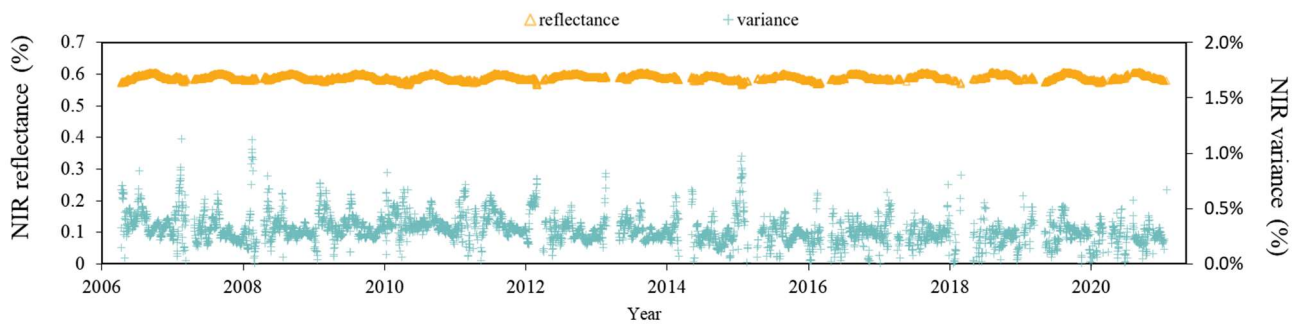 reflectance variance
NIR reflectance (%)
0.7
0.6
0.5
0.4
0.3
0.2
0.1
0
2.0%
1.5%
1.0%
0.5%
0.0%
NIR variance (%)
2006 2008 2010 2012 2014 2016 2018 2020
Year